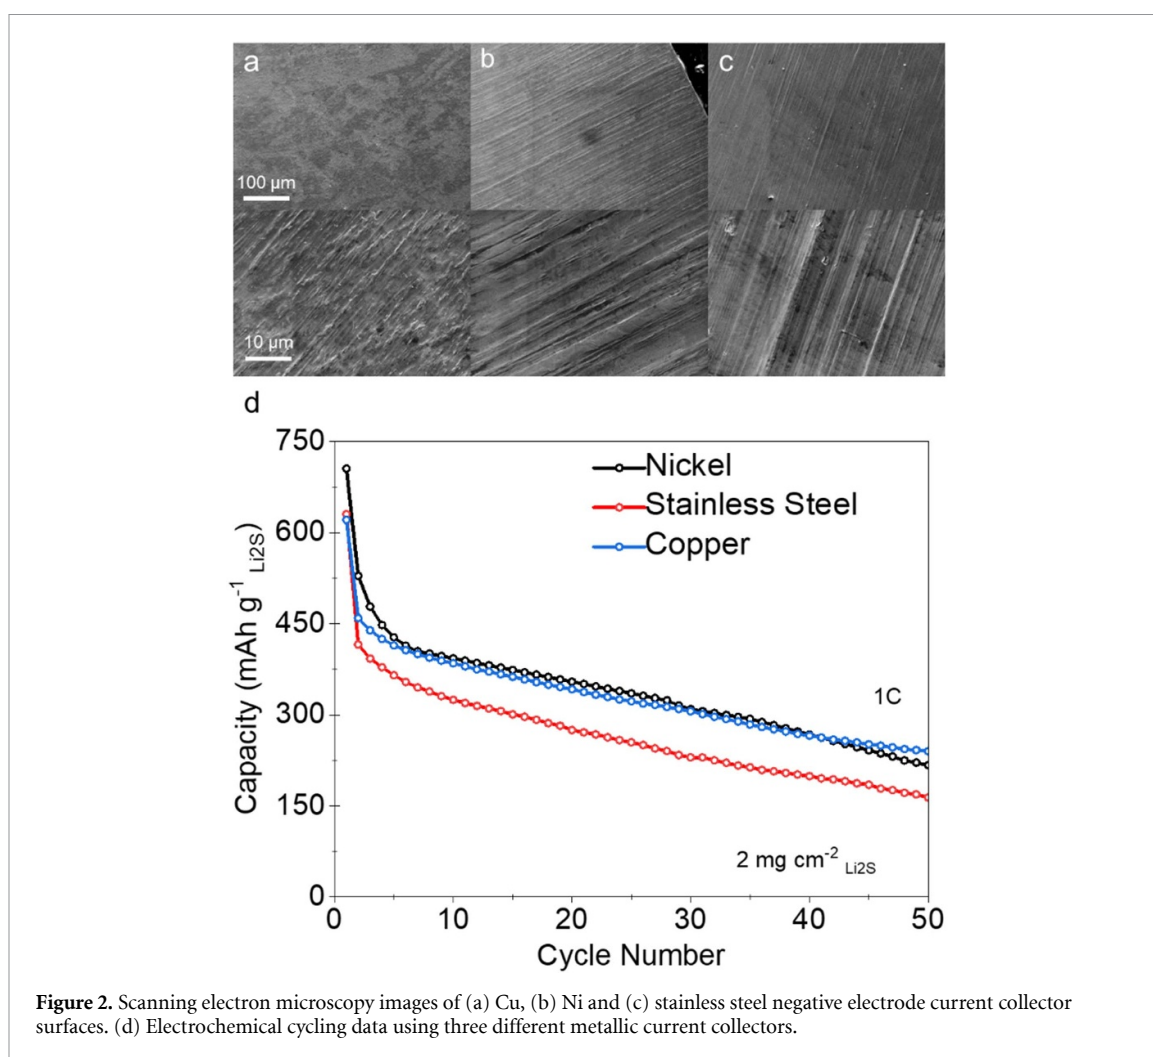 a
b
c
100 µm
10 µm
d
750
600
450
300
150
0
Capacity (mAh g⁻¹ Li2S)
Nickel
Stainless Steel
Copper
1C
2 mg cm⁻² Li2S
0 10 20 30 40 50
Cycle Number
Figure 2. Scanning electron microscopy images of (a) Cu, (b) Ni and (c) stainless steel negative electrode current collector
surfaces. (d) Electrochemical cycling data using three different metallic current collectors.